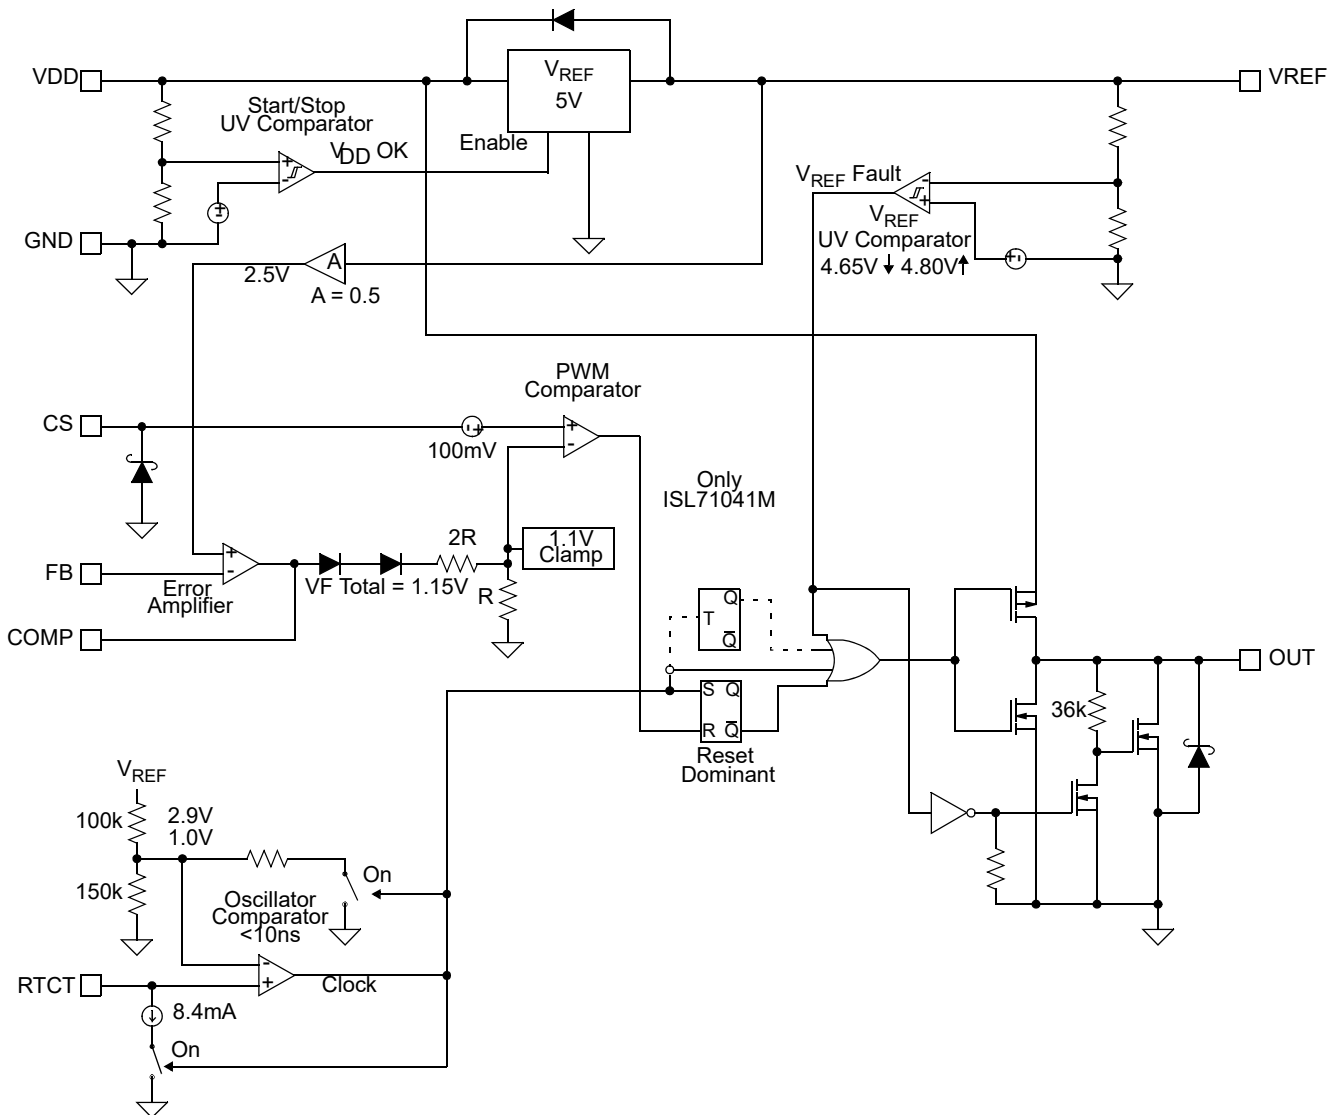 VDD
VREF
5V
VREF
Start/Stop
UV Comparator
VDD OK
Enable
+
-
GND
VREF Fault
-
+
VREF
UV Comparator
4.65V 4.80V
2.5V
A
A = 0.5
PWM
Comparator
CS
- +
100mV
+
-
Only
ISL71041M
2R
1.1V
Clamp
+
-
FB
Error
Amplifier
VF Total = 1.15V
R
COMP
T
Q
Q̅
S Q
R Q̅
Reset
Dominant
OUT
36k
VREF
100k
2.9V
1.0V
150k
On
Oscillator
Comparator
<10ns
-
+
RTCT
Clock
8.4mA
On